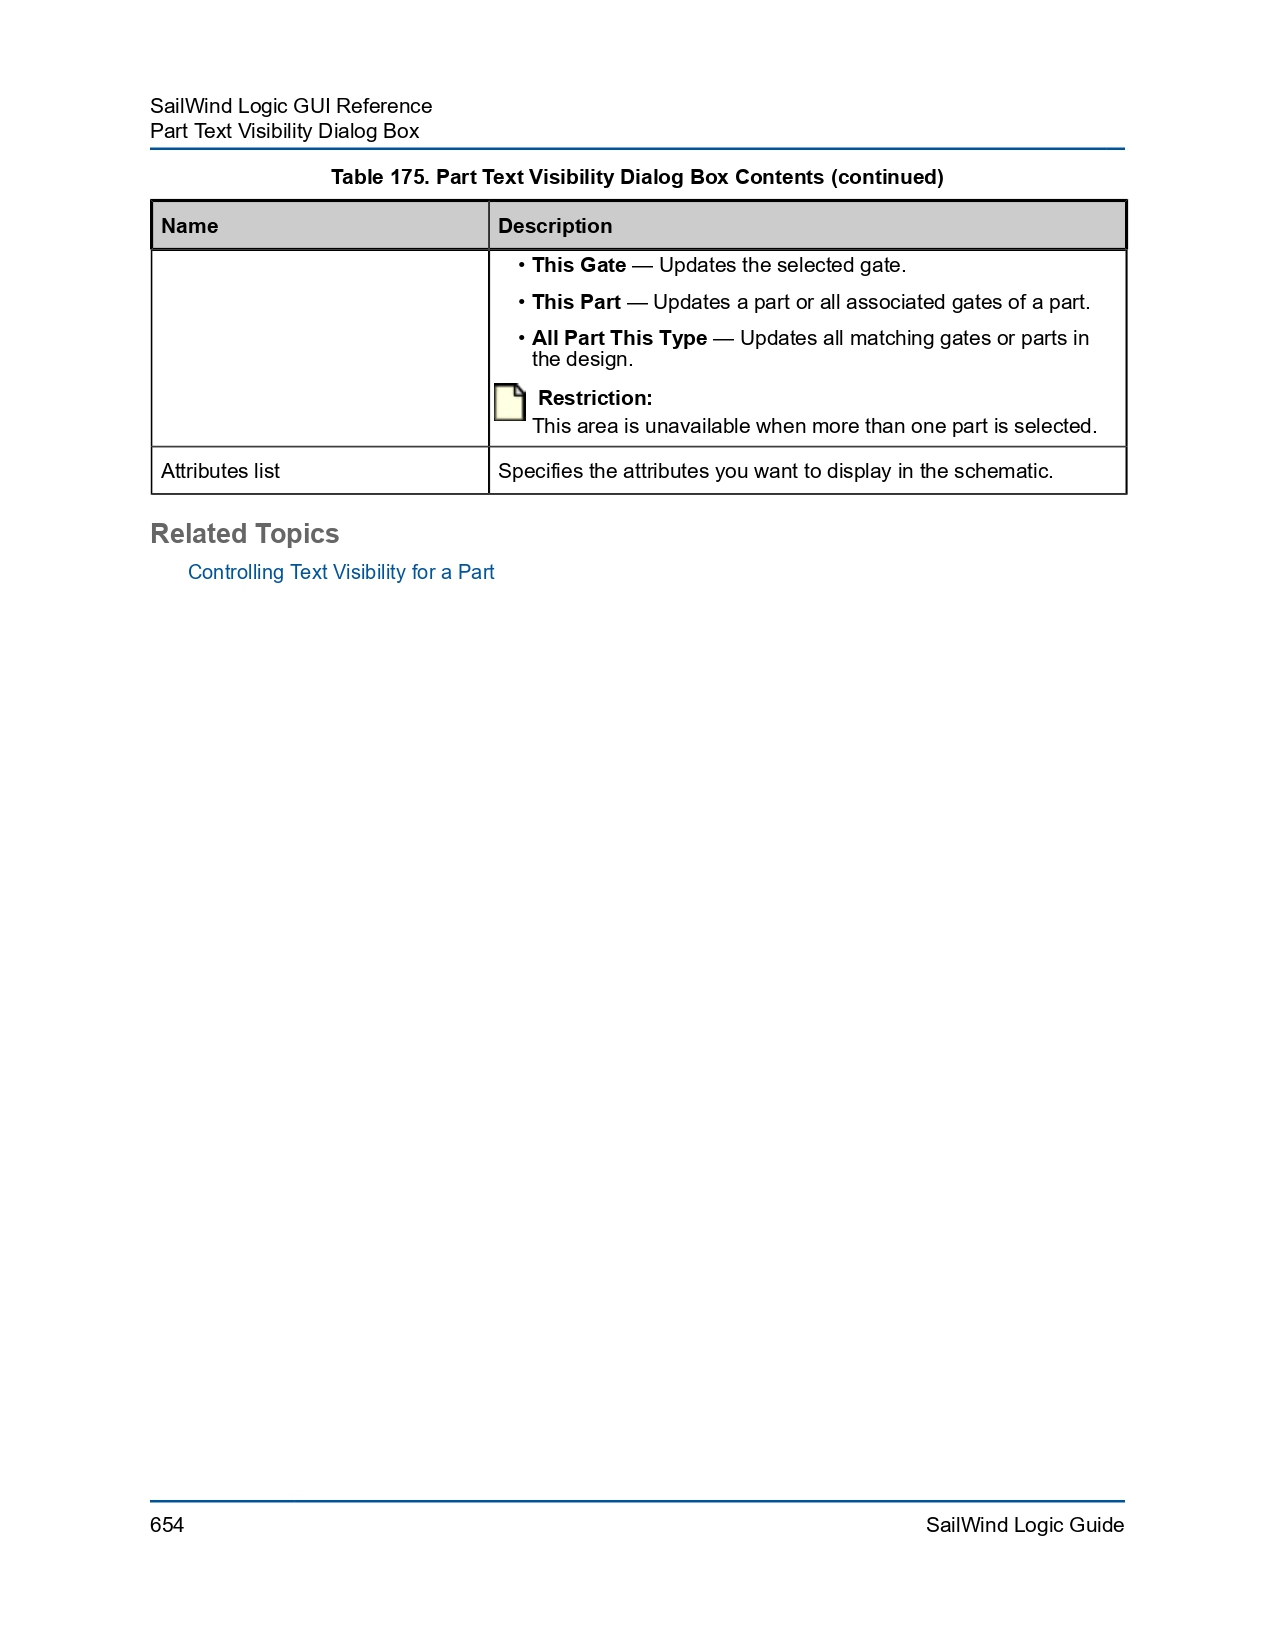 SailWind Logic GUI Reference
Part Text Visibility Dialog Box
Table 175. Part Text Visibility Dialog Box Contents (continued)
Name
Description
• This Gate — Updates the selected gate.
• This Part — Updates a part or all associated gates of a part.
• All Part This Type — Updates all matching gates or parts in
the design.
Restriction:
This area is unavailable when more than one part is selected.
Attributes list
Specifies the attributes you want to display in the schematic.
Related Topics
Controlling Text Visibility for a Part
654
SailWind Logic Guide